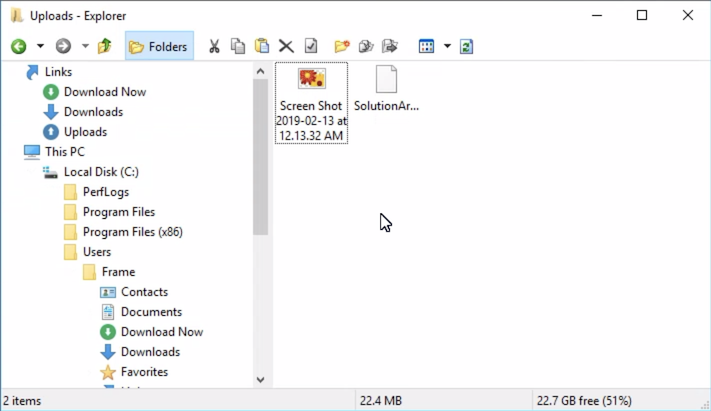 Uploads - Explorer
Folders
Links
Download Now
Downloads
Uploads
This PC
Local Disk (C:)
PerfLogs
Program Files
Program Files (x86)
Users
Frame
Contacts
Documents
Download Now
Downloads
Favorites
Screen Shot
2019-02-13 at
12.13.32 AM
SolutionAr...
2 items
22.4 MB
22.7 GB free (51%)